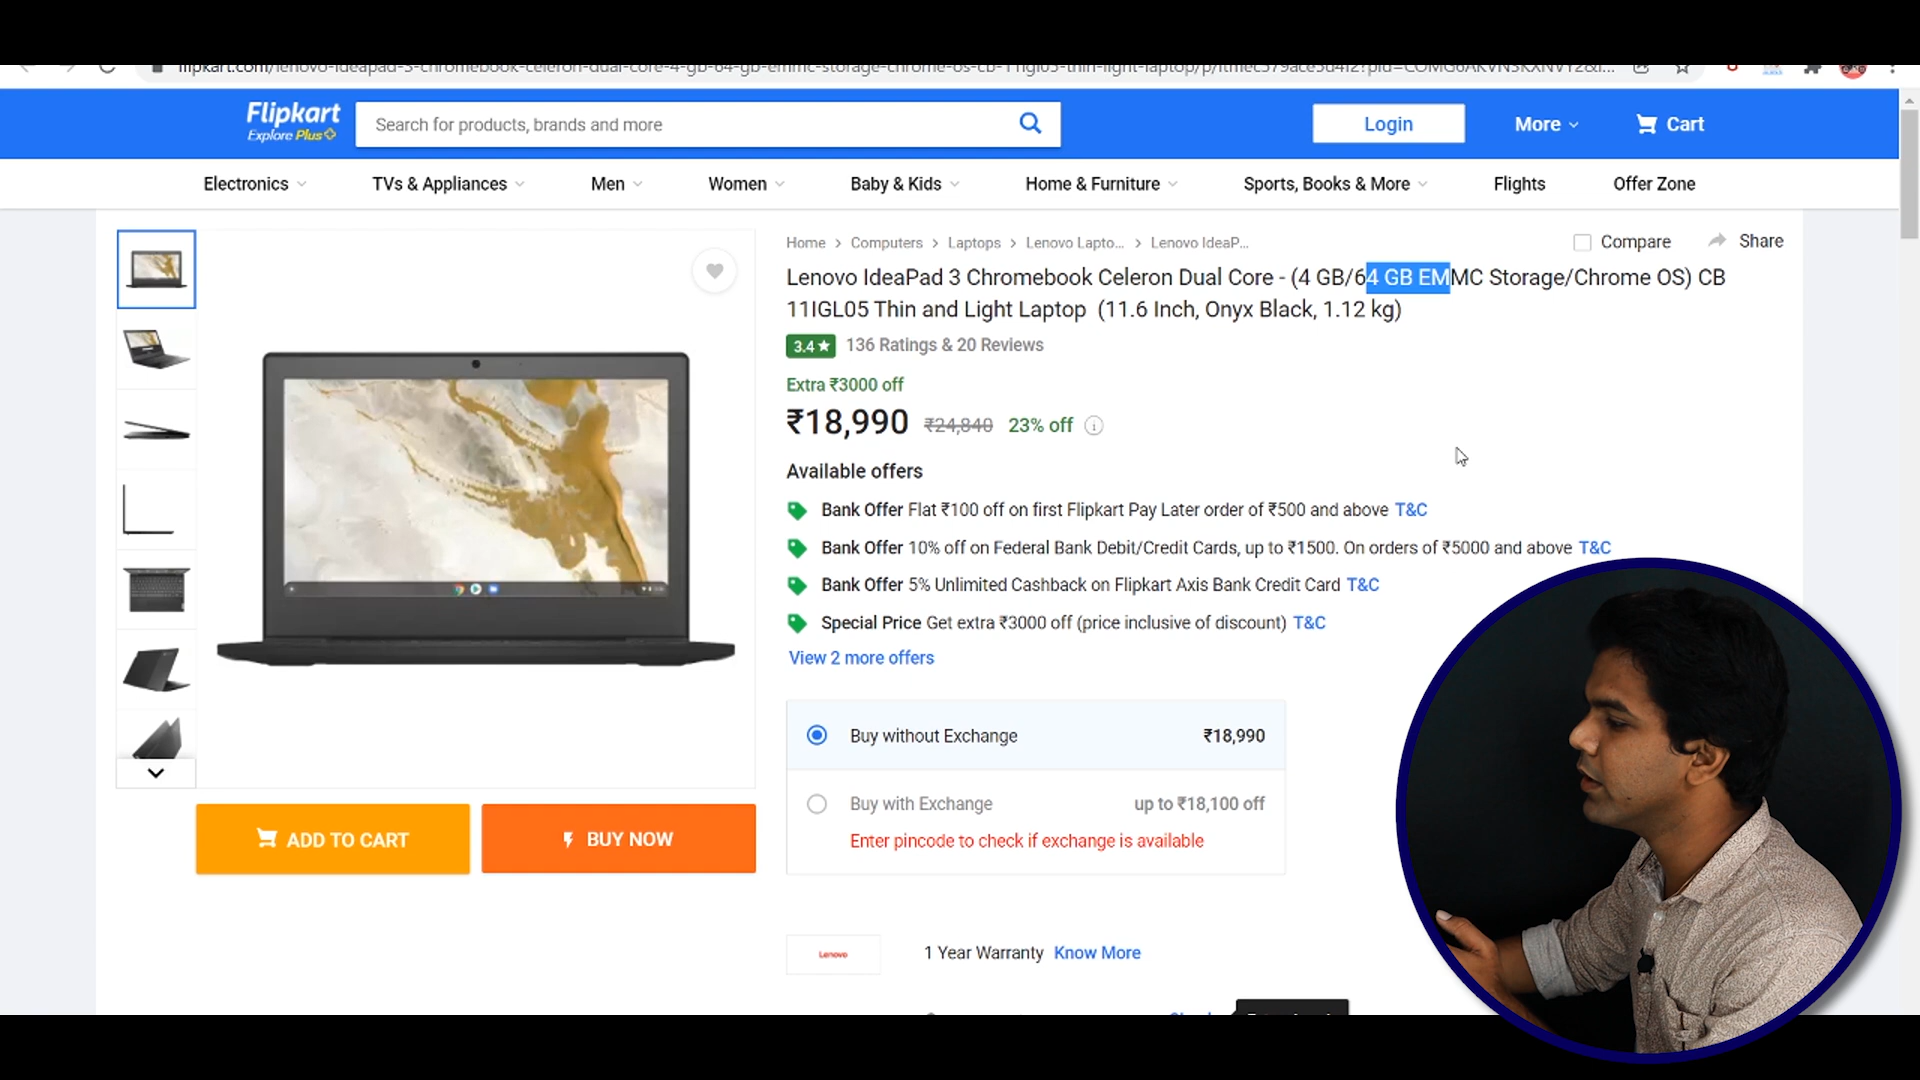 Flipkart
Explore Plus
Search for products, brands and more
Login
More
Cart
Electronics
TVs & Appliances
Men
Women
Baby & Kids
Home & Furniture
Sports, Books & More
Flights
Offer Zone
Home > Computers > Laptops > Lenovo Lapto... > Lenovo IdeaP...
Compare
Share
Lenovo IdeaPad 3 Chromebook Celeron Dual Core - (4 GB/64 GB EMMC Storage/Chrome OS) CB
11IGL05 Thin and Light Laptop (11.6 Inch, Onyx Black, 1.12 kg)
3.4★ 136 Ratings & 20 Reviews
Extra ₹3000 off
₹18,990 ₹24,840 23% off
Available offers
Bank Offer Flat ₹100 off on first Flipkart Pay Later order of ₹500 and above T&C
Bank Offer 10% off on Federal Bank Debit/Credit Cards, up to ₹1500. On orders of ₹5000 and above T&C
Bank Offer 5% Unlimited Cashback on Flipkart Axis Bank Credit Card T&C
Special Price Get extra ₹3000 off (price inclusive of discount) T&C
View 2 more offers
Buy without Exchange ₹18,990
Buy with Exchange up to ₹18,100 off
Enter pincode to check if exchange is available
ADD TO CART
BUY NOW
Lenovo
1 Year Warranty Know More